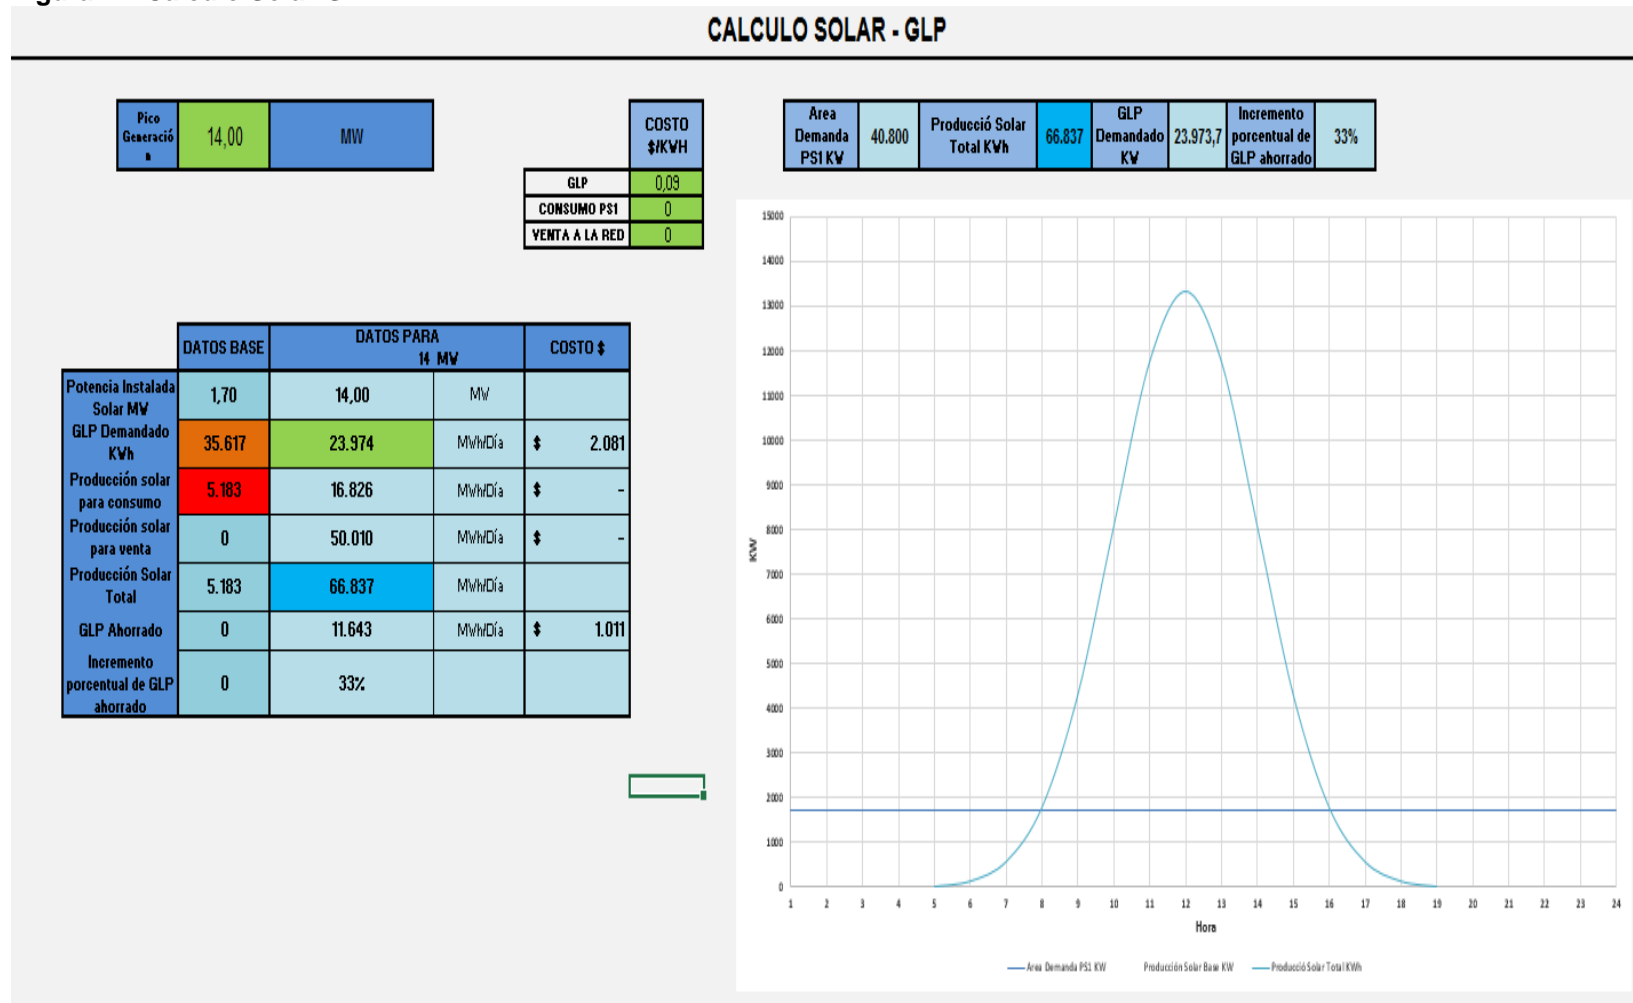 CALCULO SOLAR - GLP
Pico
Generació
n
14,00
MW
COSTO
$/KWH
GLP
0,09
CONSUMO PS1
0
VENTA A LA RED
0
Area
Demanda
PS1 KW
40.800
Producció Solar
Total KWh
66.837
GLP
Demandado
KW
23.973,7
Incremento
porcentual de
GLP ahorrado
33%
DATOS BASE
DATOS PARA
14 MW
COSTO $
Potencia Instalada
Solar MW
1,70
14,00
MW
GLP Demandado
KWh
35.617
23.974
MWh/Día
$ 2.081
Producción solar
para consumo
5.183
16.826
MWh/Día
$ -
Producción solar
para venta
0
50.010
MWh/Día
$ -
Producción Solar
Total
5.183
66.837
MWh/Día
GLP Ahorrado
0
11.643
MWh/Día
$ 1.011
Incremento
porcentual de GLP
ahorrado
0
33%
15000
14000
13000
12000
11000
10000
9000
8000
7000
6000
5000
4000
3000
2000
1000
0
KW
1 2 3 4 5 6 7 8 9 10 11 12 13 14 15 16 17 18 19 20 21 22 23 24
Hora
Area Demanda PS1 KW Producción Solar Base KW Producció Solar Total KWh